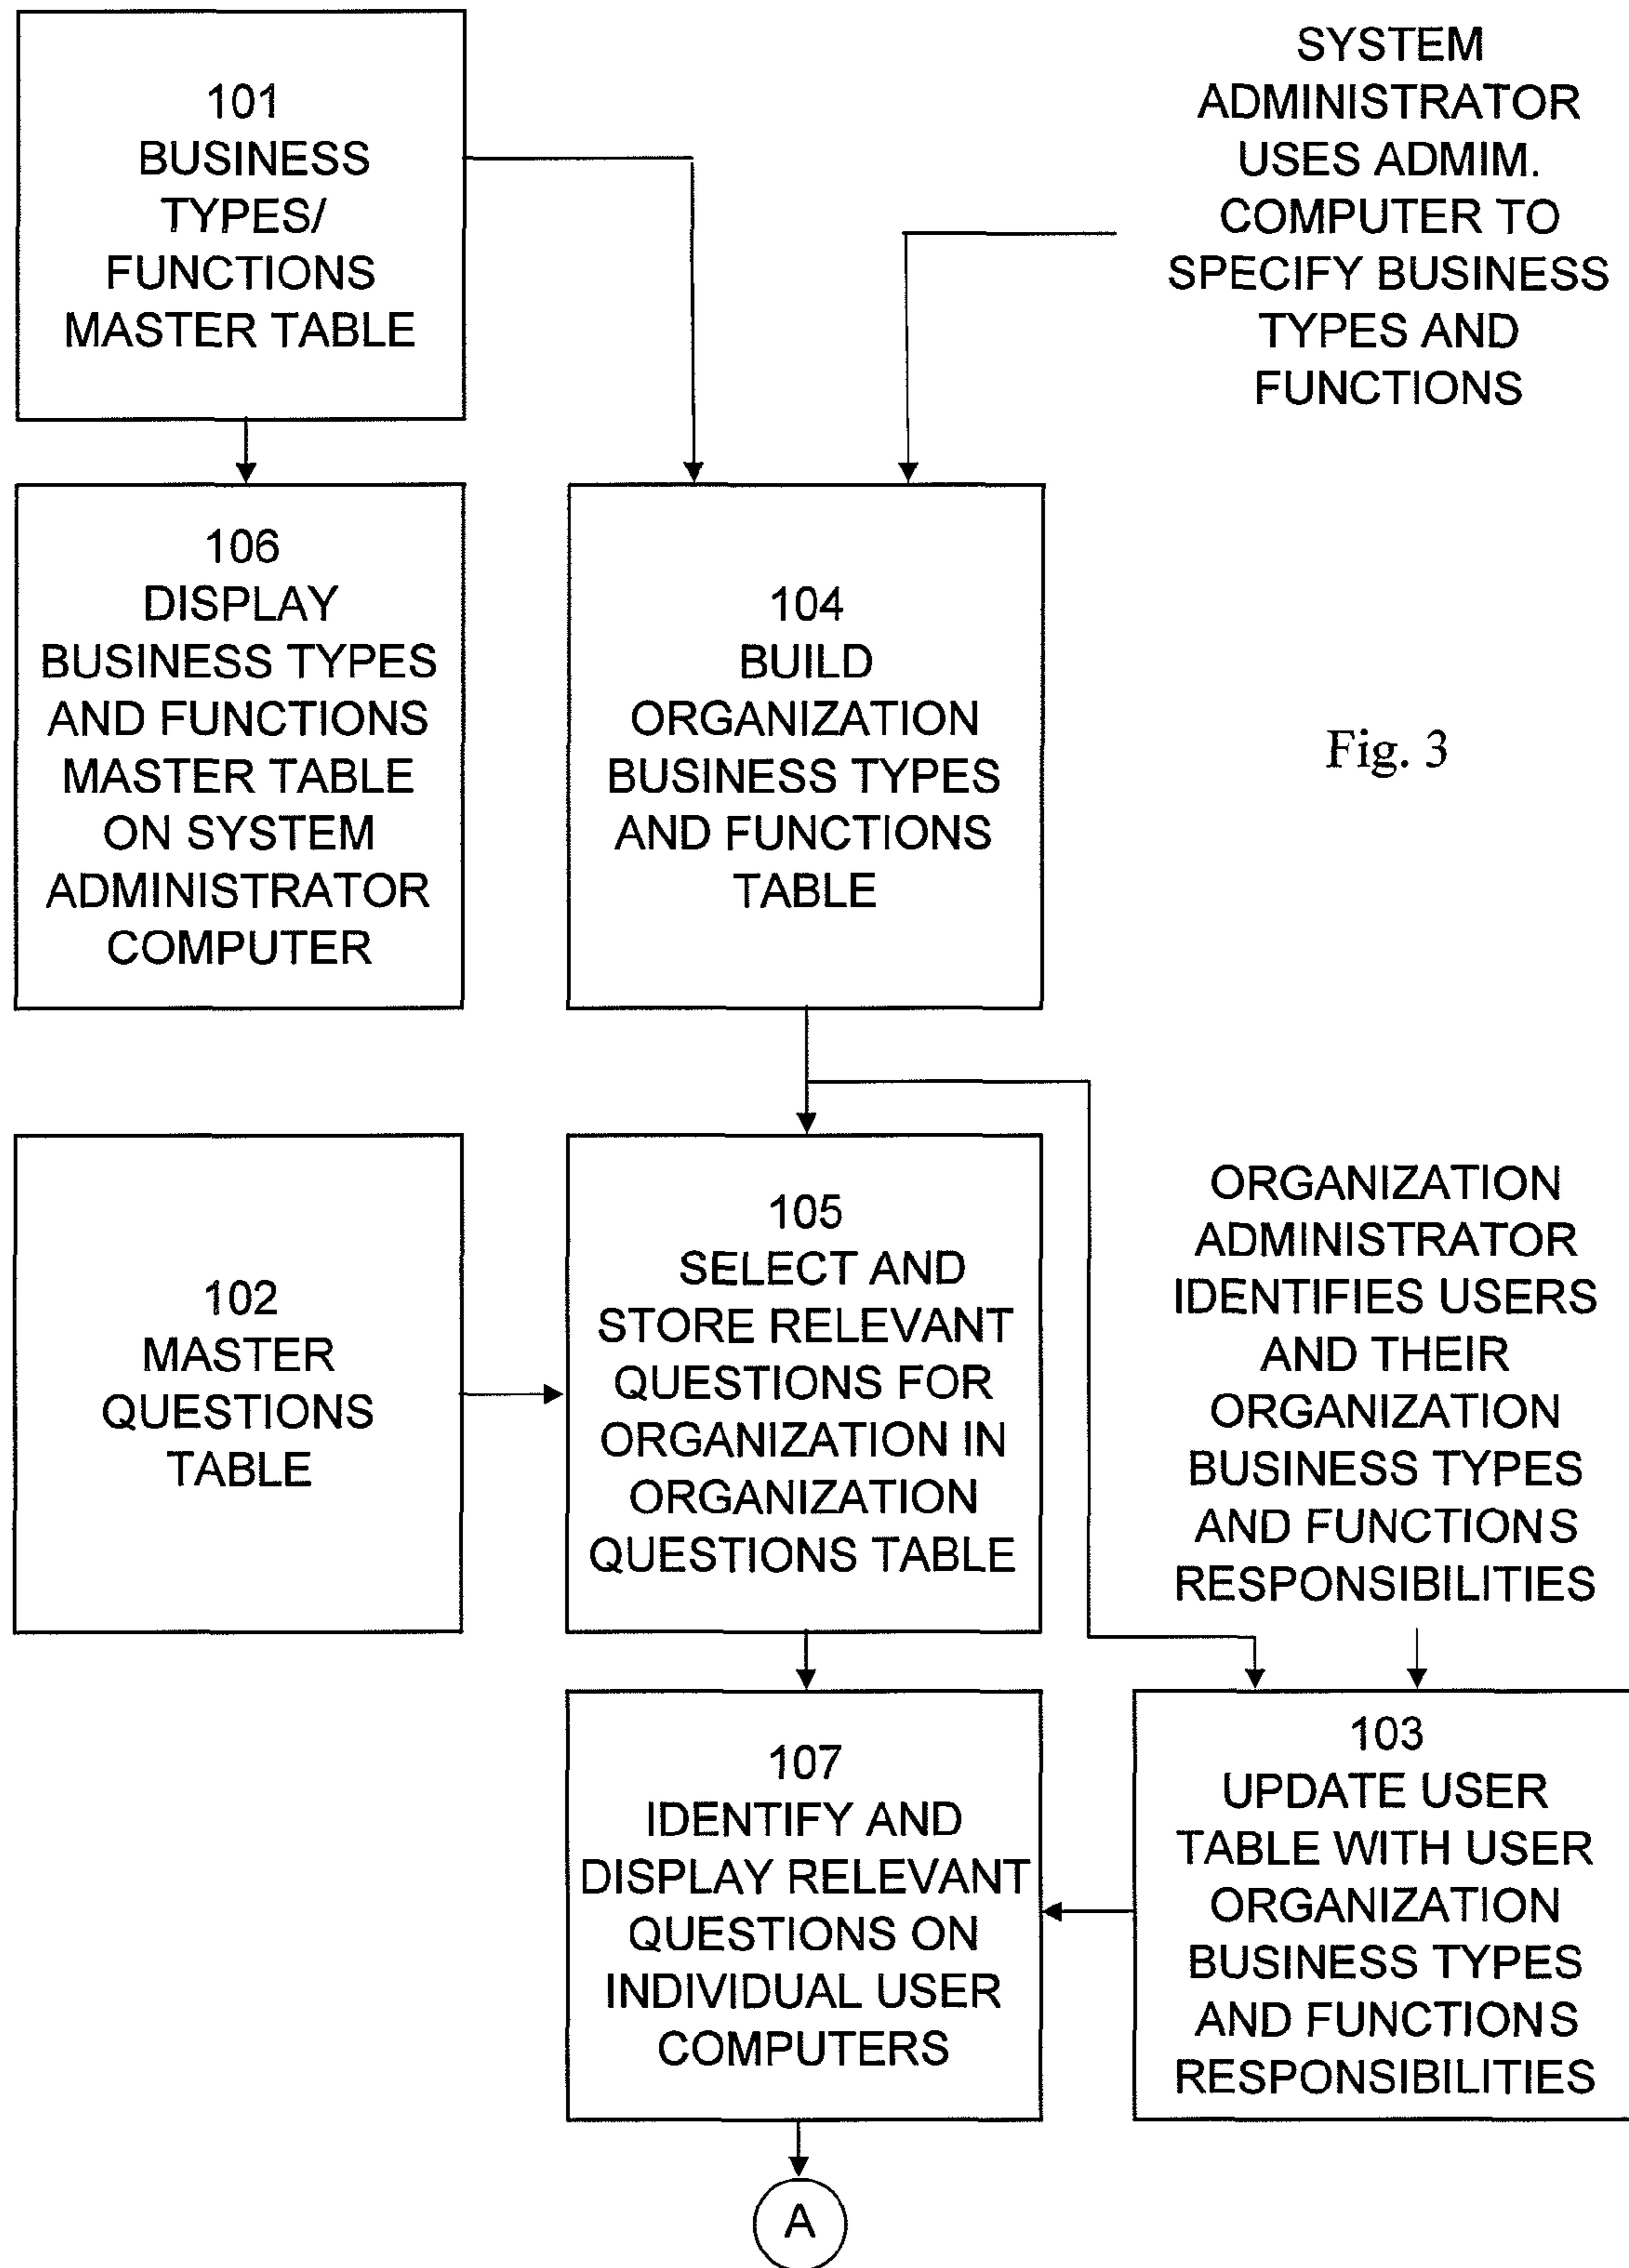 101
BUSINESS
TYPES/
FUNCTIONS
MASTER TABLE
SYSTEM
ADMINISTRATOR
USES ADMIM.
COMPUTER TO
SPECIFY BUSINESS
TYPES AND
FUNCTIONS
106
DISPLAY
BUSINESS TYPES
AND FUNCTIONS
MASTER TABLE
ON SYSTEM
ADMINISTRATOR
COMPUTER
104
BUILD
ORGANIZATION
BUSINESS TYPES
AND FUNCTIONS
TABLE
Fig. 3
102
MASTER
QUESTIONS
TABLE
105
SELECT AND
STORE RELEVANT
QUESTIONS FOR
ORGANIZATION IN
ORGANIZATION
QUESTIONS TABLE
ORGANIZATION
ADMINISTRATOR
IDENTIFIES USERS
AND THEIR
ORGANIZATION
BUSINESS TYPES
AND FUNCTIONS
RESPONSIBILITIES
107
IDENTIFY AND
DISPLAY RELEVANT
QUESTIONS ON
INDIVIDUAL USER
COMPUTERS
103
UPDATE USER
TABLE WITH USER
ORGANIZATION
BUSINESS TYPES
AND FUNCTIONS
RESPONSIBILITIES
A